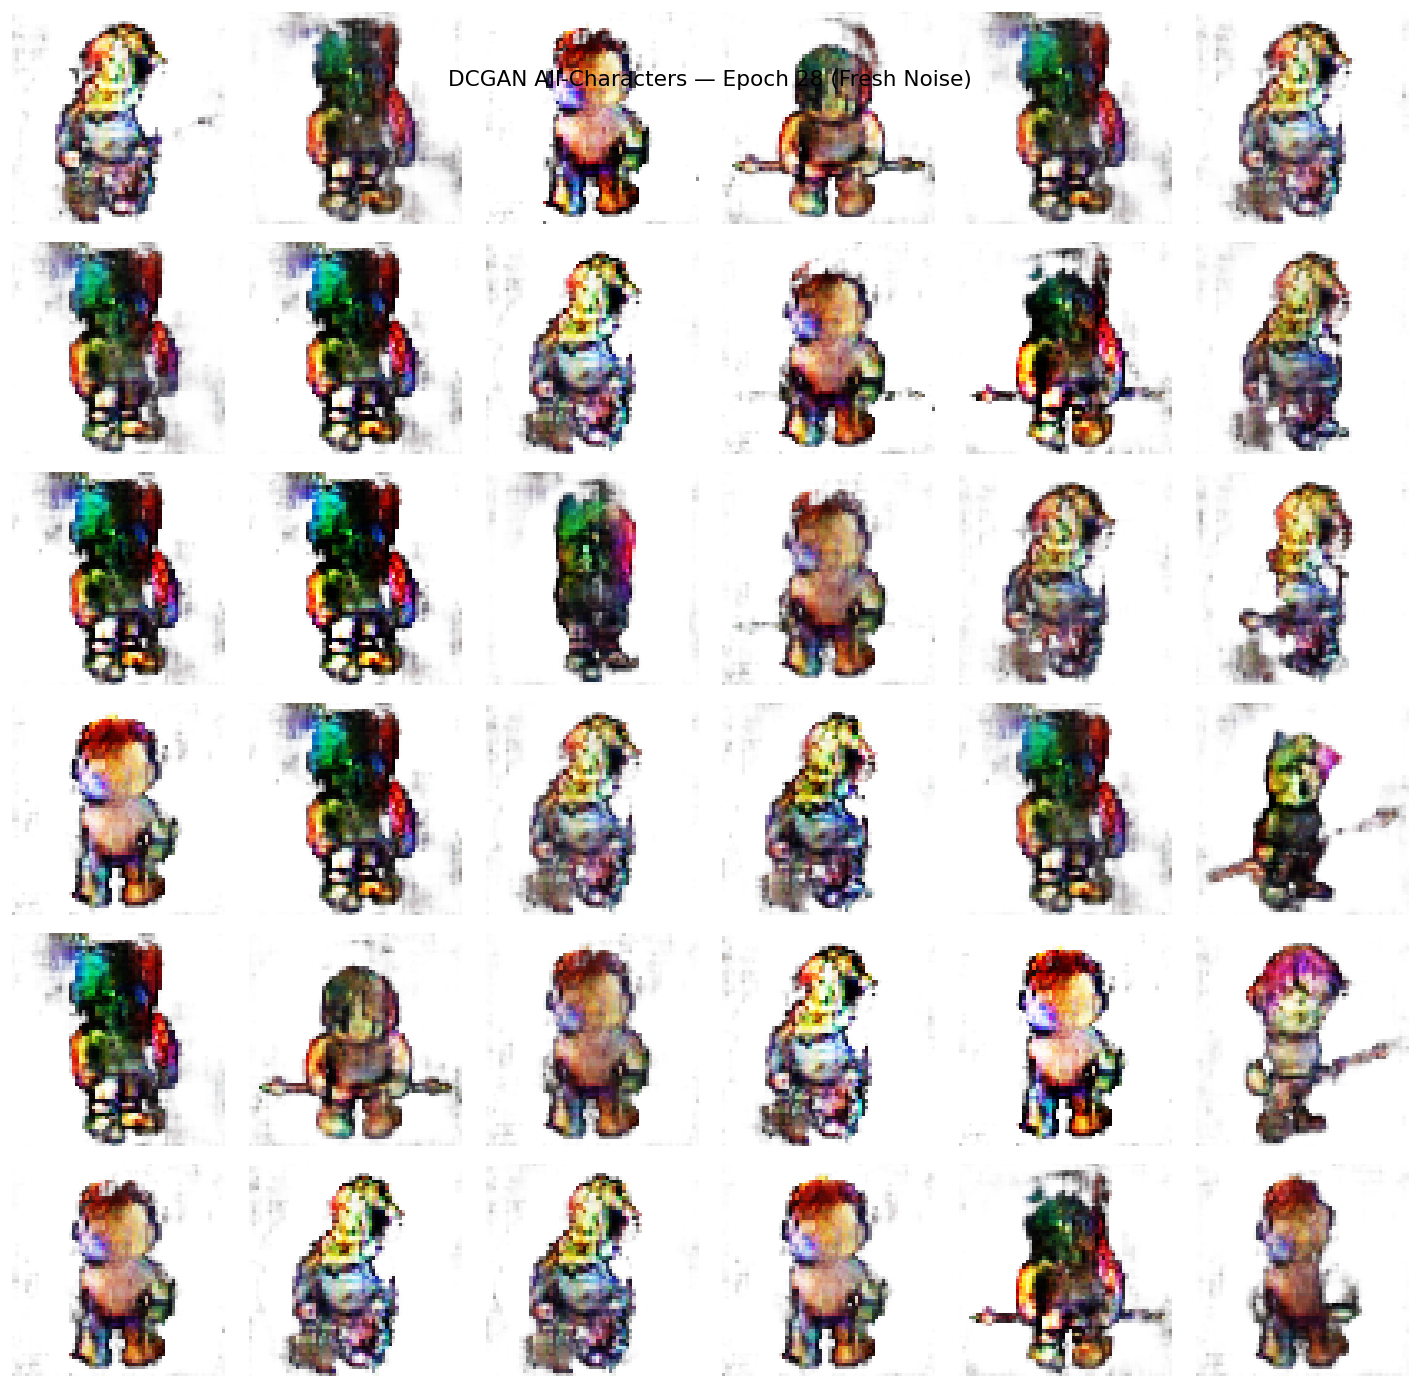 DCGAN All-Characters — Epoch 28 (Fresh Noise)